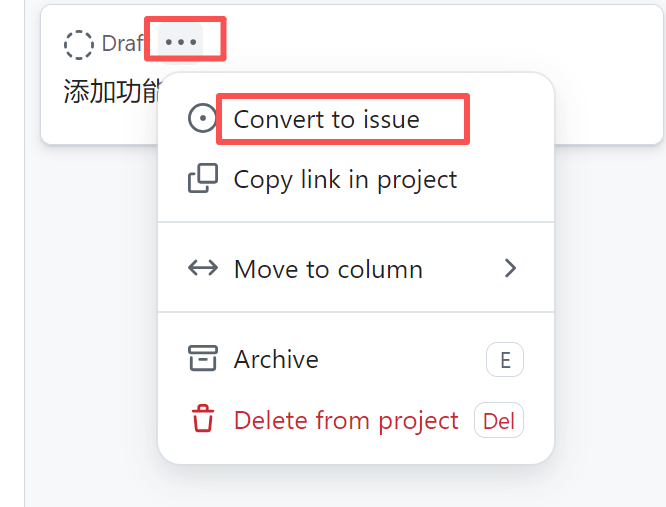 Draf
添加功能
Convert to issue
Copy link in project
Move to column
Archive E
Delete from project Del